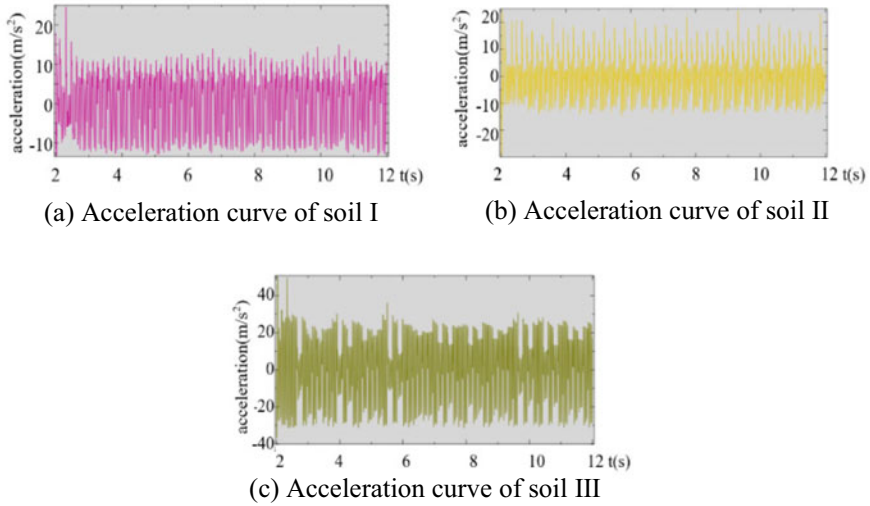 acceleration(m/s²)
20
10
0
-10
2 4 6 8 10 12 t(s)
(a) Acceleration curve of soil I
acceleration(m/s²)
20
10
0
-10
-20
2 4 6 8 10 12 t(s)
(b) Acceleration curve of soil II
acceleration(m/s²)
40
20
0
-20
-40
2 4 6 8 10 12 t(s)
(c) Acceleration curve of soil III